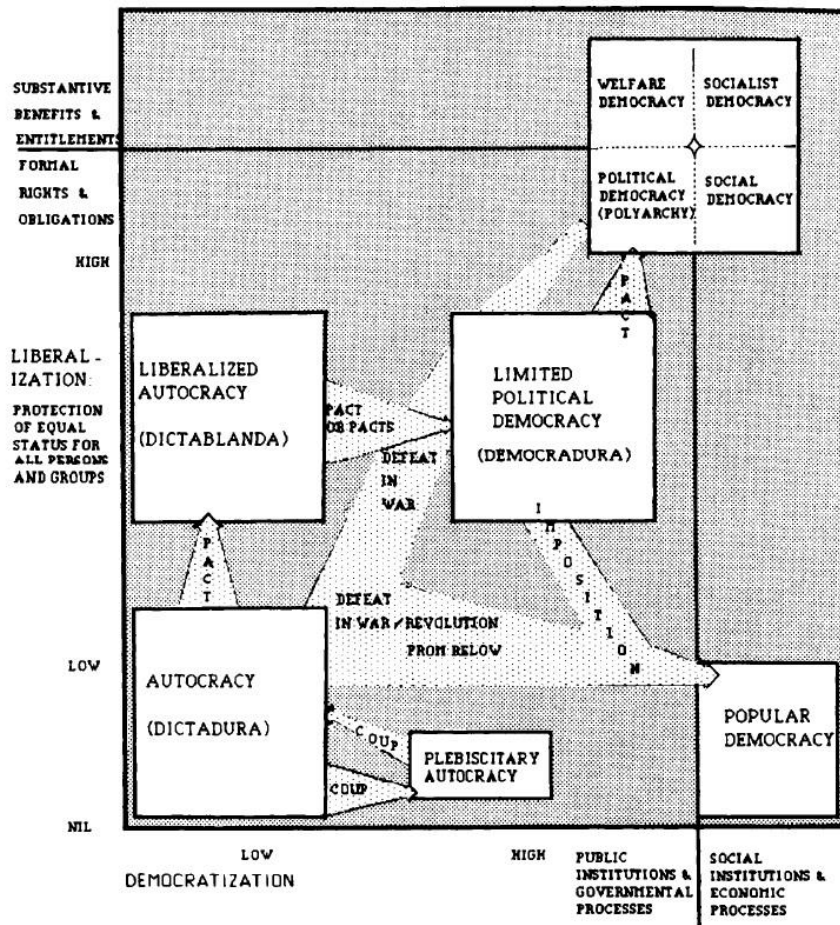 SUBSTANTIVE
BENEFITS &
ENTITLEMENTS
FORMAL
RIGHTS &
OBLIGATIONS
HIGH
LIBERAL-
IZATION:
PROTECTION
OF EQUAL
STATUS FOR
ALL PERSONS
AND GROUPS
LOW
NIL
WELFARE
DEMOCRACY
SOCIALIST
DEMOCRACY
POLITICAL
DEMOCRACY
(POLYARCHY)
SOCIAL
DEMOCRACY
PACT
LIBERALIZED
AUTOCRACY
(DICTABLANDA)
PACT
OR PACTS
LIMITED
POLITICAL
DEMOCRACY
(DEMOCRADURA)
DEFEAT
IN
WAR
PACT
IMPOSITION
DEFEAT
IN WAR/REVOLUTION
FROM BELOW
AUTOCRACY
(DICTADURA)
COUP
COUP
PLEBISCITARY
AUTOCRACY
POPULAR
DEMOCRACY
LOW
HIGH
DEMOCRATIZATION
PUBLIC
INSTITUTIONS &
GOVERNMENTAL
PROCESSES
SOCIAL
INSTITUTIONS &
ECONOMIC
PROCESSES